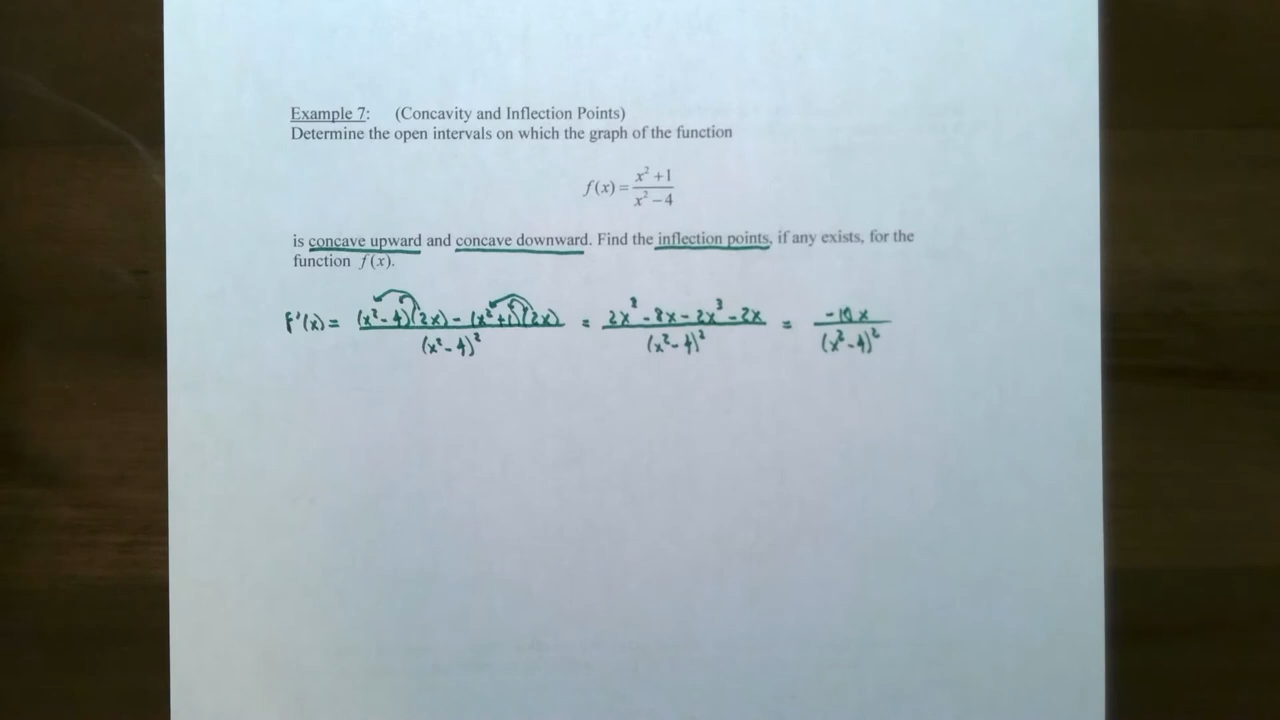 Example 7: (Concavity and Inflection Points)
Determine the open intervals on which the graph of the function
f(x) = (x² + 1)/(x² − 4)
is concave upward and concave downward. Find the inflection points, if any exists, for the
function f(x).
f'(x) = ((x² - 4)(2x) - (x² + 1)(2x))/(x² - 4)² = (2x³ - 8x - 2x³ - 2x)/(x² - 4)² = (-10x)/(x² - 4)²